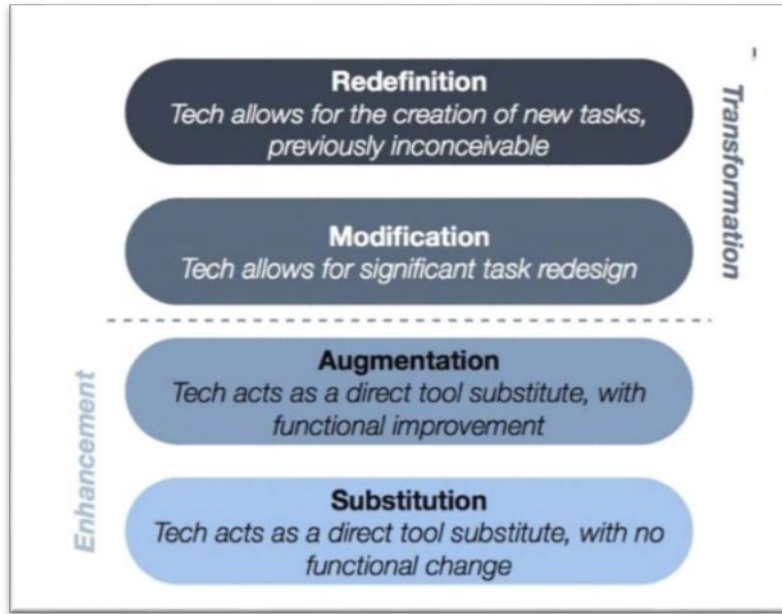 Redefinition
Tech allows for the creation of new tasks,
previously inconceivable
Modification
Tech allows for significant task redesign
Transformation
Augmentation
Tech acts as a direct tool substitute, with
functional improvement
Substitution
Tech acts as a direct tool substitute, with no
functional change
Enhancement